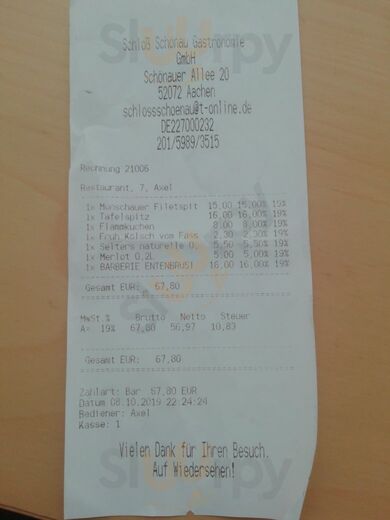 Schloß Schönau Gastronomie
GmbH
Schönauer Allee 20
52072 Aachen
schlossschoenau@t-online.de
DE227000232
201/5989/3515
Rechnung 21006
Restaurant, 7, Axel
1x Monschauer Filetspit 15,00 15,00% 19%
1x Tafelspitz 16,00 16,00% 19%
1x Flammkuchen 8,00 8,00% 19%
1x Früh Kölsch vom Fass 2,30 2,30% 19%
1x Selters naturelle 0, 5,50 5,50% 19%
1x Merlot 0,2L 5,00 5,00% 19%
1x BARBERIE ENTENBRUST 16,00 16,00% 19%
Gesamt EUR: 67,80
MwSt % Brutto Netto Steuer
A= 19% 67,80 56,97 10,83
Gesamt EUR: 67,80
Zahlart: Bar 67,80 EUR
Datum 08.10.2019 22:24:24
Bediener: Axel
Kasse: 1
Vielen Dank für Ihren Besuch.
Auf Wiedersehen!